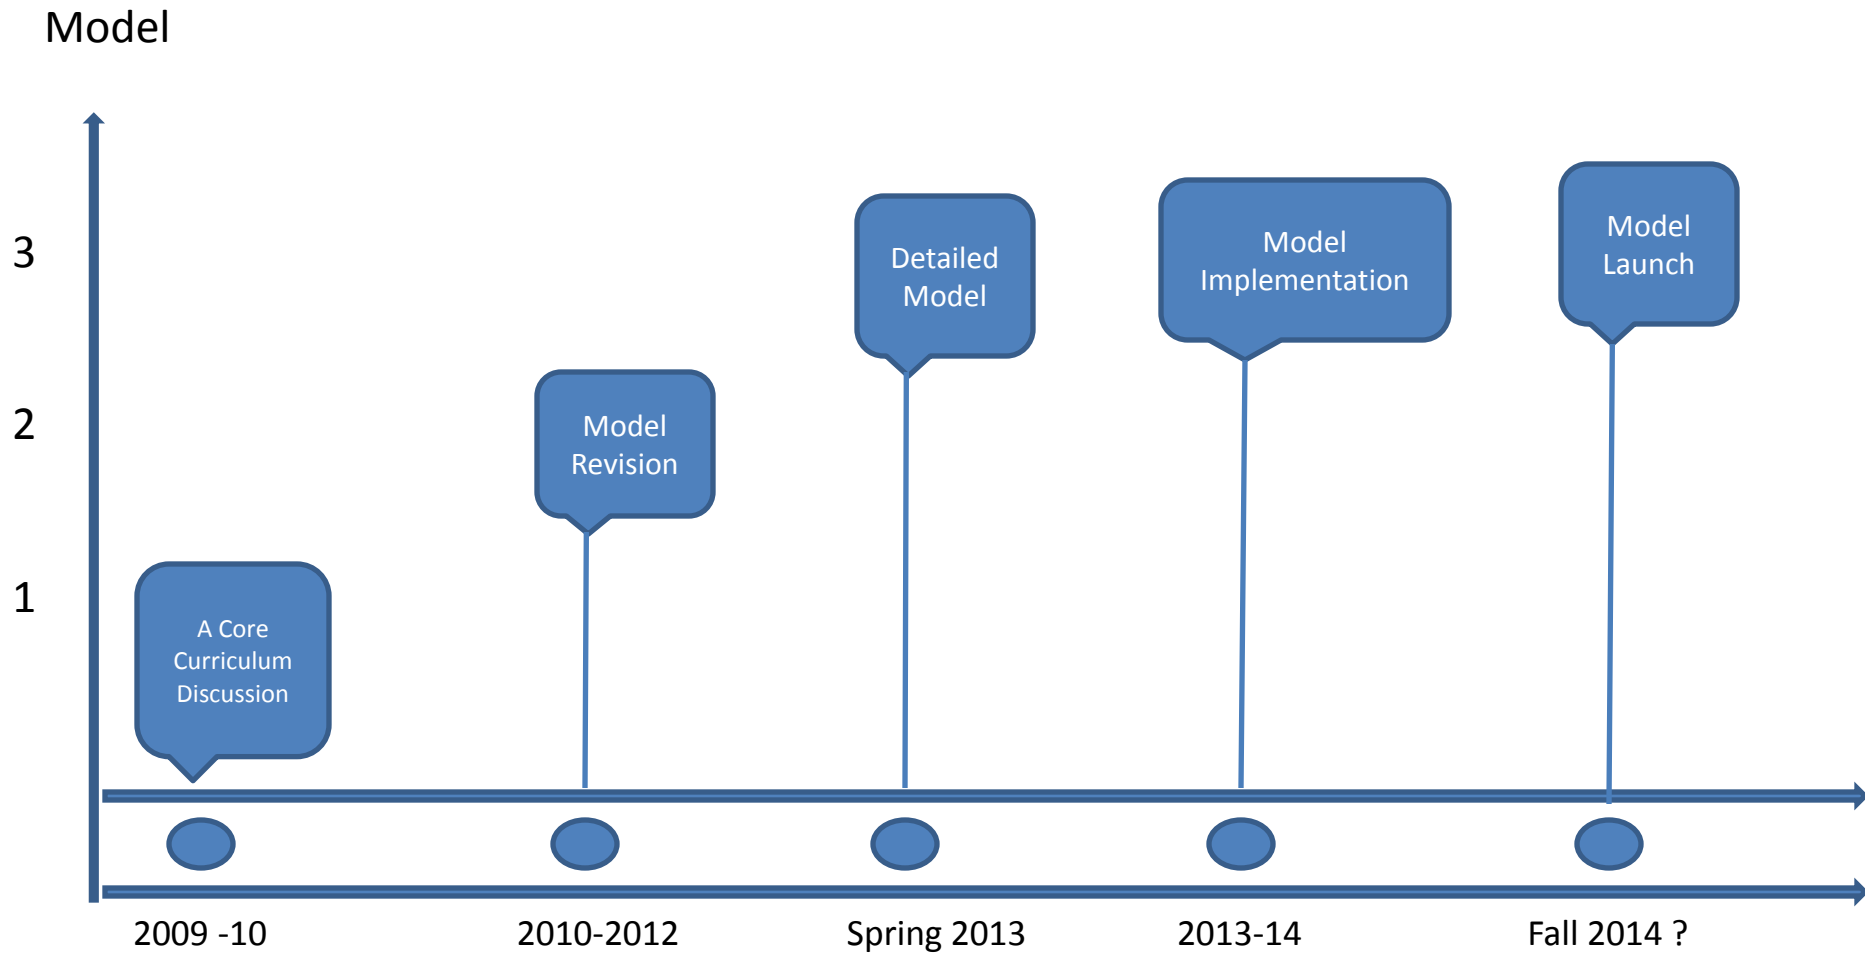 Model
3
2
1
A Core
Curriculum
Discussion
Model
Revision
Detailed
Model
Model
Implementation
Model
Launch
2009 -10
2010-2012
Spring 2013
2013-14
Fall 2014 ?